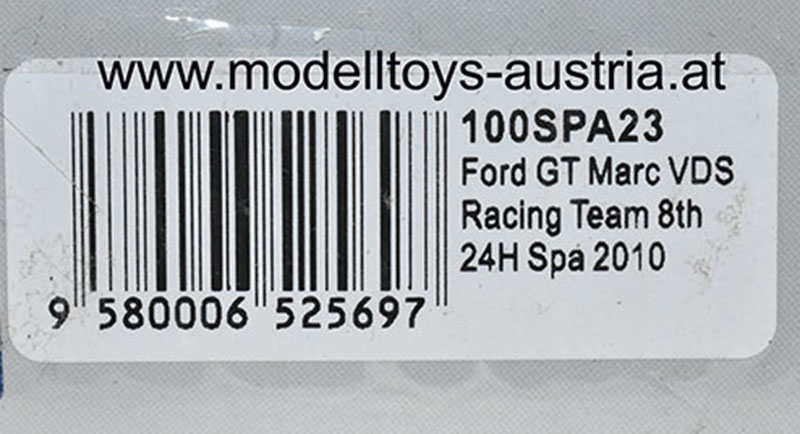 www.modelltoys-austria.at
100SPA23
Ford GT Marc VDS
Racing Team 8th
24H Spa 2010
9 580006 525697